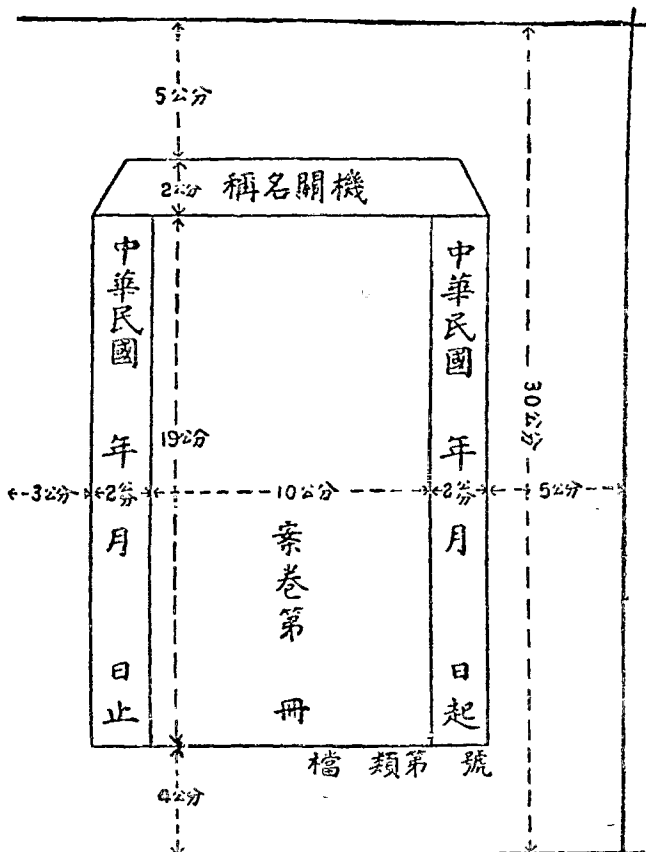 5公分
2公分
機關名稱
30公分
中華民國 年 月 日起
19公分
案卷第 冊
中華民國 年 月 日止
3公分
2公分
10公分
2公分
5公分
檔 類第 號
4公分